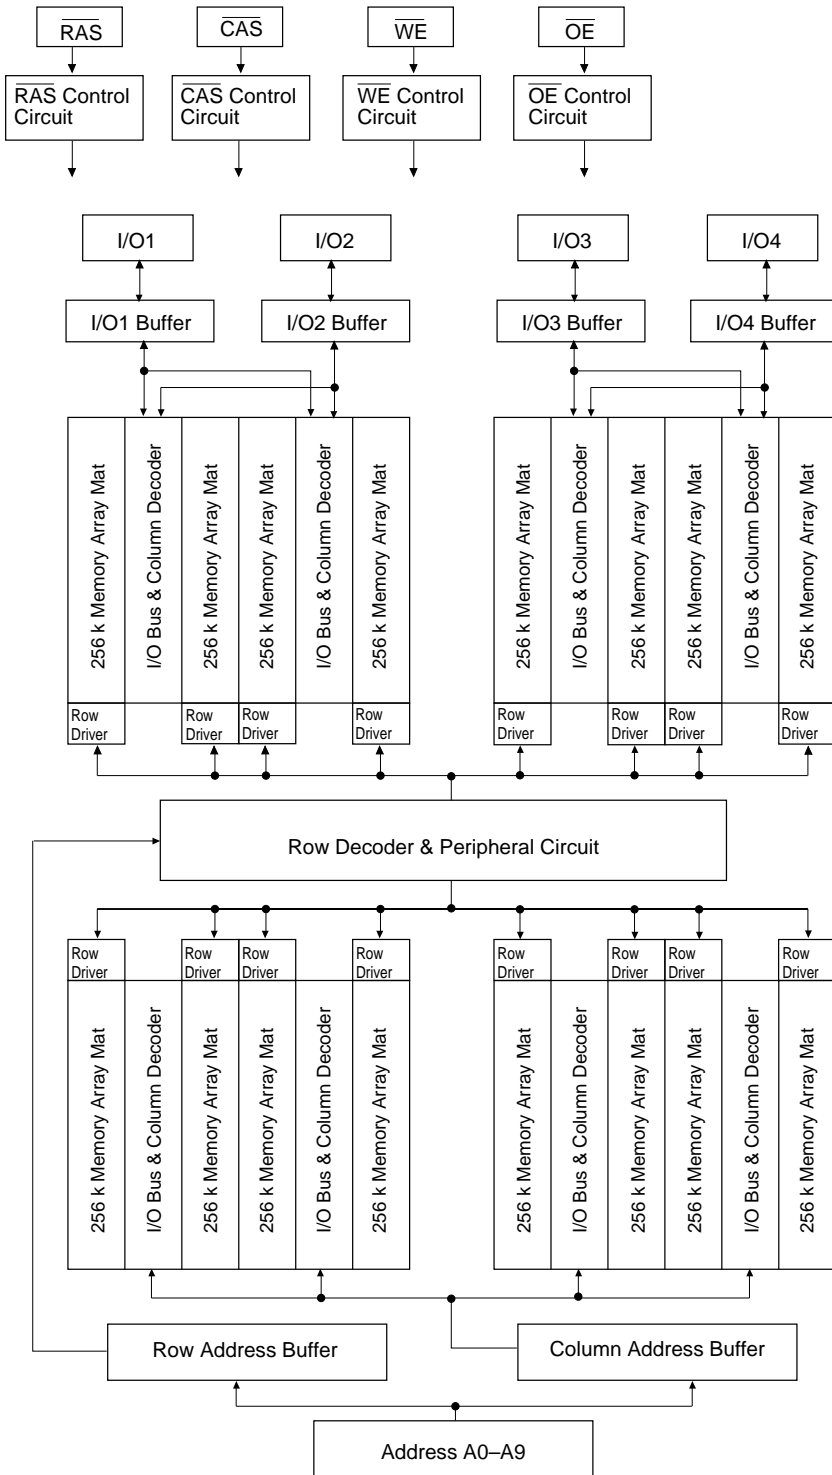 R̅A̅S̅
C̅A̅S̅
W̅E̅
O̅E̅
R̅A̅S̅ Control
Circuit
C̅A̅S̅ Control
Circuit
W̅E̅ Control
Circuit
O̅E̅ Control
Circuit
I/O1
I/O2
I/O3
I/O4
I/O1 Buffer
I/O2 Buffer
I/O3 Buffer
I/O4 Buffer
256 k Memory Array Mat
I/O Bus & Column Decoder
256 k Memory Array Mat
256 k Memory Array Mat
I/O Bus & Column Decoder
256 k Memory Array Mat
256 k Memory Array Mat
I/O Bus & Column Decoder
256 k Memory Array Mat
256 k Memory Array Mat
I/O Bus & Column Decoder
256 k Memory Array Mat
Row
Driver
Row
Driver
Row
Driver
Row
Driver
Row
Driver
Row
Driver
Row
Driver
Row
Driver
Row Decoder & Peripheral Circuit
Row
Driver
Row
Driver
Row
Driver
Row
Driver
Row
Driver
Row
Driver
Row
Driver
Row
Driver
256 k Memory Array Mat
I/O Bus & Column Decoder
256 k Memory Array Mat
256 k Memory Array Mat
I/O Bus & Column Decoder
256 k Memory Array Mat
256 k Memory Array Mat
I/O Bus & Column Decoder
256 k Memory Array Mat
256 k Memory Array Mat
I/O Bus & Column Decoder
256 k Memory Array Mat
Row Address Buffer
Column Address Buffer
Address A0–A9